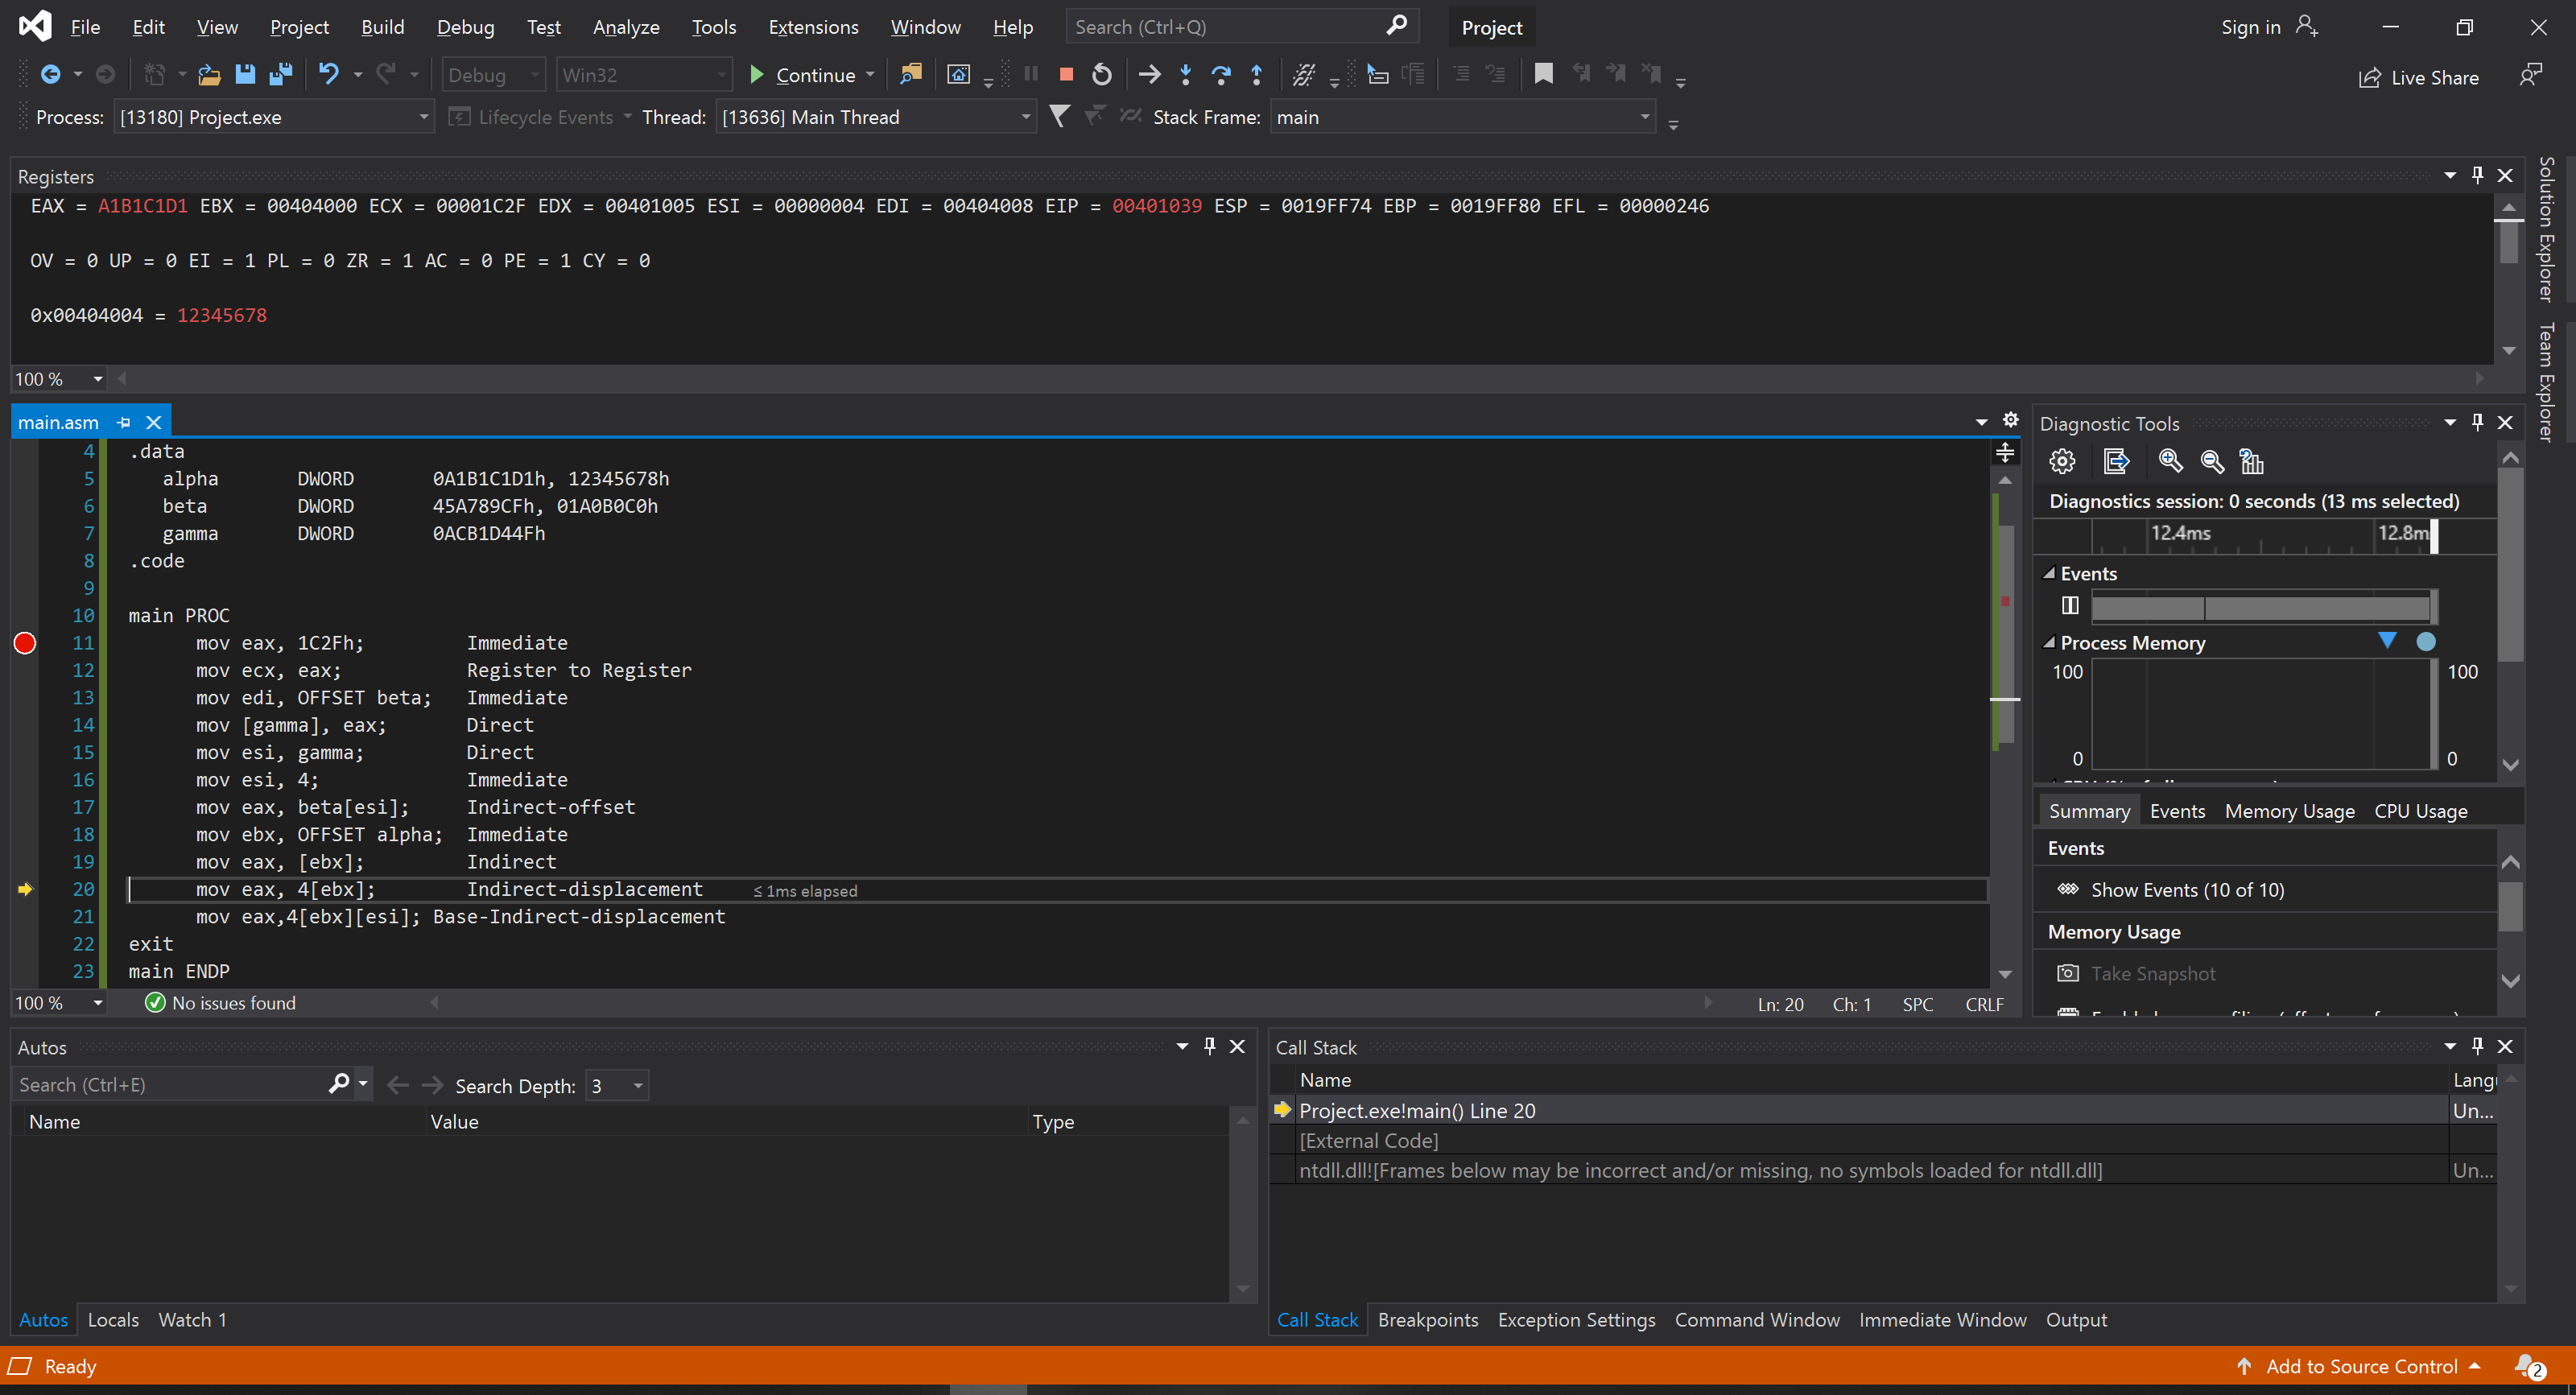 File Edit View Project Build Debug Test Analyze Tools Extensions Window Help Search (Ctrl+Q) Project Sign in
Debug Win32 Continue Live Share
Process: [13180] Project.exe Lifecycle Events Thread: [13636] Main Thread Stack Frame: main
Registers
EAX = A1B1C1D1 EBX = 00404000 ECX = 00001C2F EDX = 00401005 ESI = 00000004 EDI = 00404008 EIP = 00401039 ESP = 0019FF74 EBP = 0019FF80 EFL = 00000246
OV = 0 UP = 0 EI = 1 PL = 0 ZR = 1 AC = 0 PE = 1 CY = 0
0x00404004 = 12345678
100 %
Solution Explorer
Team Explorer
main.asm
4 .data
5 alpha DWORD 0A1B1C1D1h, 12345678h
6 beta DWORD 45A789CFh, 01A0B0C0h
7 gamma DWORD 0ACB1D44Fh
8 .code
9
10 main PROC
11 mov eax, 1C2Fh; Immediate
12 mov ecx, eax; Register to Register
13 mov edi, OFFSET beta; Immediate
14 mov [gamma], eax; Direct
15 mov esi, gamma; Direct
16 mov esi, 4; Immediate
17 mov eax, beta[esi]; Indirect-offset
18 mov ebx, OFFSET alpha; Immediate
19 mov eax, [ebx]; Indirect
20 mov eax, 4[ebx]; Indirect-displacement ≤ 1ms elapsed
21 mov eax,4[ebx][esi]; Base-Indirect-displacement
22 exit
23 main ENDP
100 % No issues found Ln: 20 Ch: 1 SPC CRLF
Diagnostic Tools
Diagnostics session: 0 seconds (13 ms selected)
12.4ms 12.8m
Events
Process Memory
100 100
0 0
Summary Events Memory Usage CPU Usage
Events
Show Events (10 of 10)
Memory Usage
Take Snapshot
Autos
Search (Ctrl+E) Search Depth: 3
Name Value Type
Autos Locals Watch 1
Call Stack
Name Langu
Project.exe!main() Line 20 Un...
[External Code]
ntdll.dll![Frames below may be incorrect and/or missing, no symbols loaded for ntdll.dll] Un...
Call Stack Breakpoints Exception Settings Command Window Immediate Window Output
Ready Add to Source Control 2